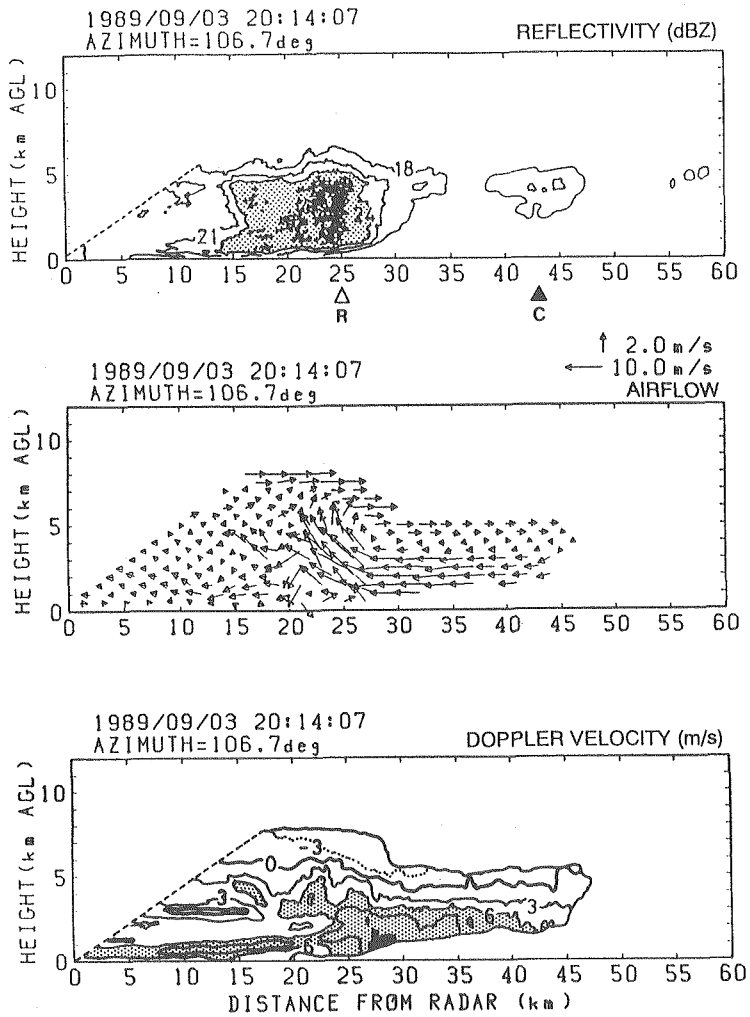 1989/09/03 20:14:07
AZIMUTH=106.7deg
REFLECTIVITY (dBZ)
HEIGHT(km AGL)
10
5
0
18
21
24
0 5 10 15 20 25 30 35 40 45 50 55 60
R
C
2.0m/s
10.0m/s
1989/09/03 20:14:07
AZIMUTH=106.7deg
AIRFLOW
HEIGHT(km AGL)
10
5
0
0 5 10 15 20 25 30 35 40 45 50 55 60
1989/09/03 20:14:07
AZIMUTH=106.7deg
DOPPLER VELOCITY (m/s)
HEIGHT(km AGL)
10
5
0
-3
0
3
3
6
6
0 5 10 15 20 25 30 35 40 45 50 55 60
DISTANCE FROM RADAR (km)